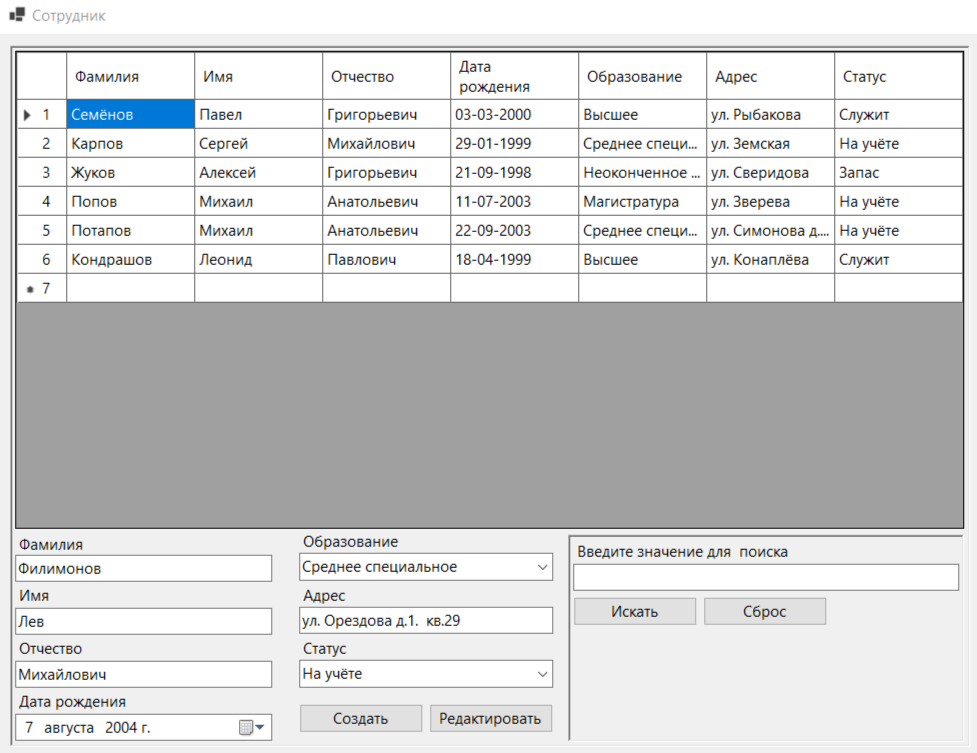 Сотрудник
Фамилия Имя Отчество Дата рождения Образование Адрес Статус
1 Семёнов Павел Григорьевич 03-03-2000 Высшее ул. Рыбакова Служит
2 Карпов Сергей Михайлович 29-01-1999 Среднее специ... ул. Земская На учёте
3 Жуков Алексей Григорьевич 21-09-1998 Неоконченное ... ул. Сверидова Запас
4 Попов Михаил Анатольевич 11-07-2003 Магистратура ул. Зверева На учёте
5 Потапов Михаил Анатольевич 22-09-2003 Среднее специ... ул. Симонова д.... На учёте
6 Кондрашов Леонид Павлович 18-04-1999 Высшее ул. Конаплёва Служит
7
Фамилия
Филимонов
Имя
Лев
Отчество
Михайлович
Дата рождения
7 августа 2004 г.
Образование
Среднее специальное
Адрес
ул. Орездова д.1. кв.29
Статус
На учёте
Создать Редактировать
Введите значение для поиска
Искать Сброс